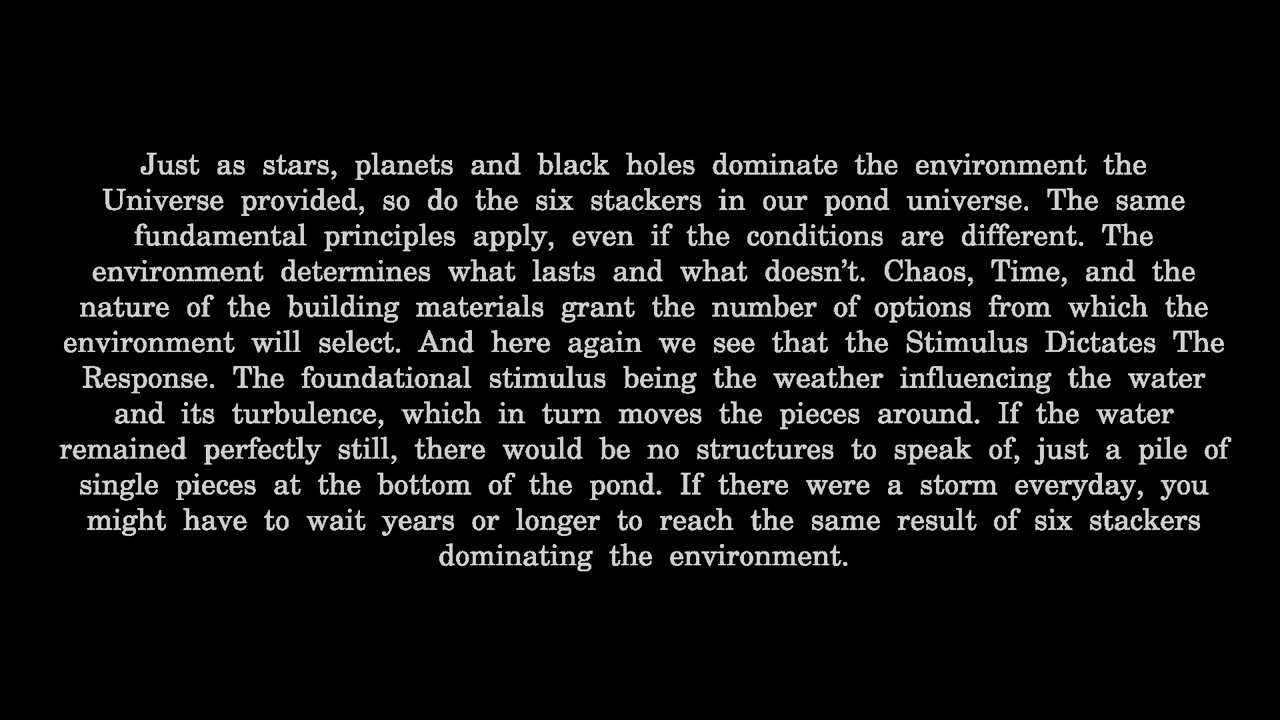 Just as stars, planets and black holes dominate the environment the
Universe provided, so do the six stackers in our pond universe. The same
fundamental principles apply, even if the conditions are different. The
environment determines what lasts and what doesn't. Chaos, Time, and the
nature of the building materials grant the number of options from which the
environment will select. And here again we see that the Stimulus Dictates The
Response. The foundational stimulus being the weather influencing the water
and its turbulence, which in turn moves the pieces around. If the water
remained perfectly still, there would be no structures to speak of, just a pile of
single pieces at the bottom of the pond. If there were a storm everyday, you
might have to wait years or longer to reach the same result of six stackers
dominating the environment.